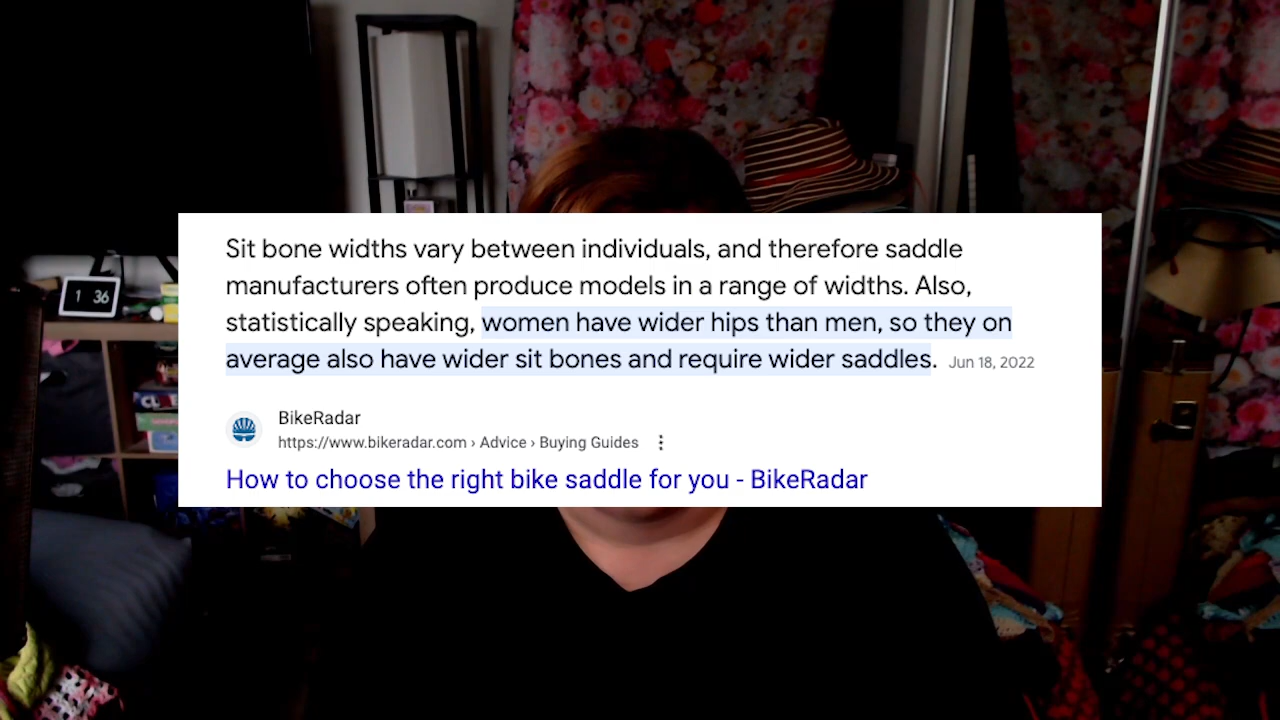 Sit bone widths vary between individuals, and therefore saddle
manufacturers often produce models in a range of widths. Also,
statistically speaking, women have wider hips than men, so they on
average also have wider sit bones and require wider saddles. Jun 18, 2022
BikeRadar
https://www.bikeradar.com › Advice › Buying Guides
How to choose the right bike saddle for you - BikeRadar
1 36